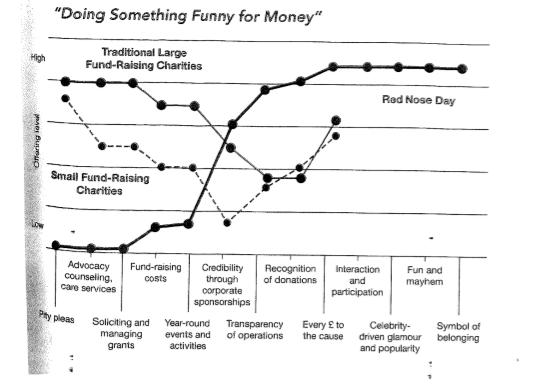 "Doing Something Funny for Money"
High
Traditional Large
Fund-Raising Charities
Red Nose Day
Offering level
Small Fund-Raising
Charities
Low
Advocacy
counseling,
care services
Fund-raising
costs
Credibility
through
corporate
sponsorships
Recognition
of donations
Interaction
and
participation
Fun and
mayhem
Pity pleas
Soliciting and
managing
grants
Year-round
events and
activities
Transparency
of operations
Every £ to
the cause
Celebrity-
driven glamour
and popularity
Symbol of
belonging